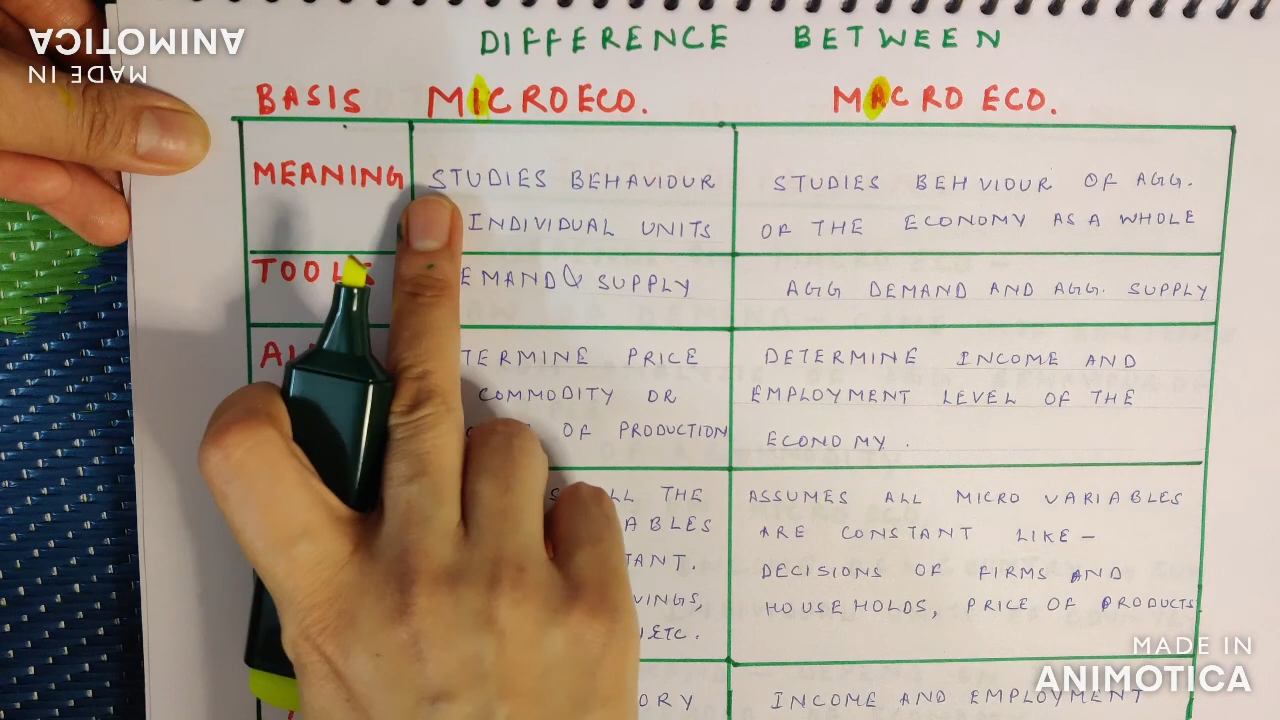 ANIMOTICA
MADE IN
DIFFERENCE BETWEEN
BASIS MICROECO. MACRO ECO.
MEANING
STUDIES BEHAVIOUR
INDIVIDUAL UNITS
STUDIES BEHVIOUR OF AGG.
OF THE ECONOMY AS A WHOLE
TOOLS
EMAND & SUPPLY
AGG DEMAND AND AGG. SUPPLY
TERMINE PRICE
COMMODITY OR
OF PRODUCTION
DETERMINE INCOME AND
EMPLOYMENT LEVEL OF THE
ECONOMY.
LL THE
ABLES
TANT.
VINGS,
ETC.
ASSUMES ALL MICRO VARIABLES
ARE CONSTANT LIKE -
DECISIONS OF FIRMS AND
HOUSEHOLDS, PRICE OF PRODUCTS
ORY
INCOME AND EMPLOYMENT
MADE IN
ANIMOTICA